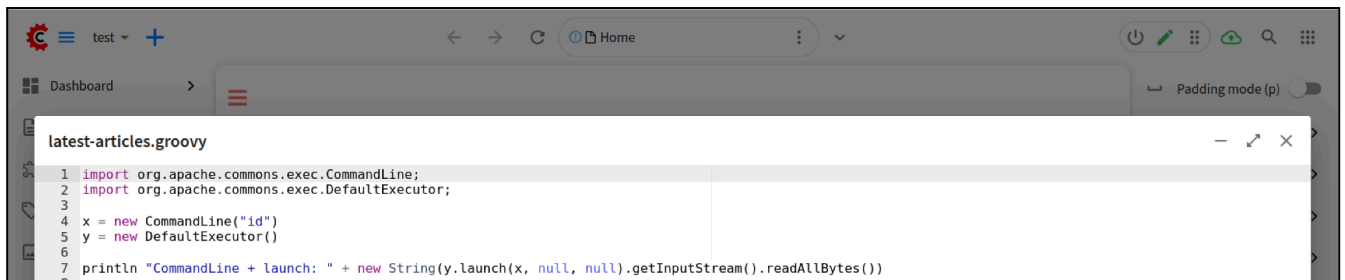 test
Home
Dashboard
Padding mode (p)
latest-articles.groovy
1 import org.apache.commons.exec.CommandLine;
2 import org.apache.commons.exec.DefaultExecutor;
3
4 x = new CommandLine("id")
5 y = new DefaultExecutor()
6
7 println "CommandLine + launch: " + new String(y.launch(x, null, null).getInputStream().readAllBytes())